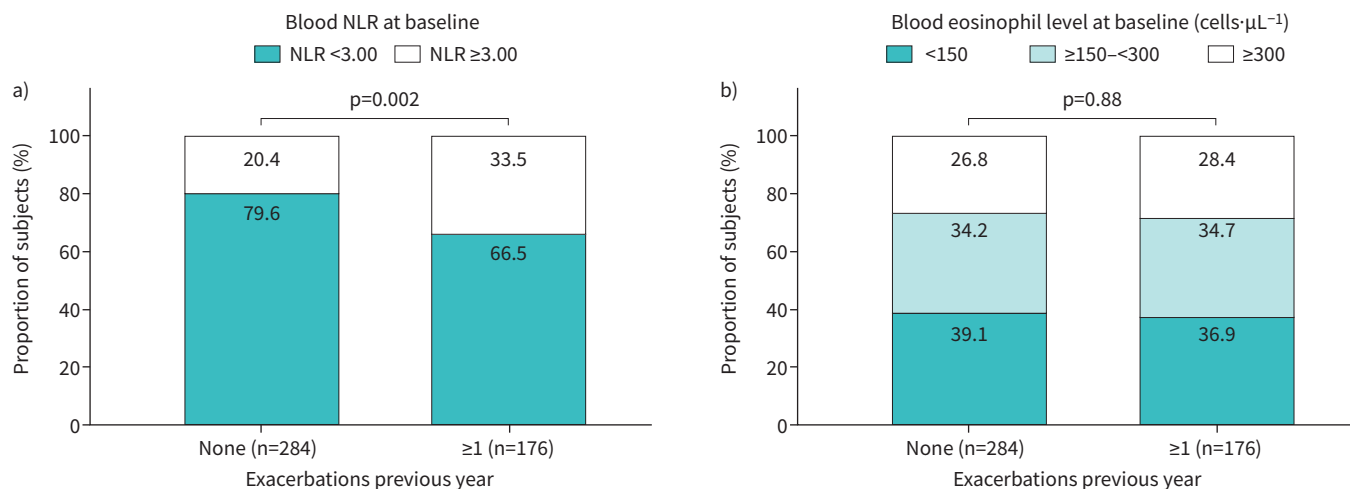 Blood NLR at baseline
NLR <3.00 NLR ≥3.00
a)
p=0.002
Proportion of subjects (%)
100
80
60
40
20
0
20.4
79.6
33.5
66.5
None (n=284) ≥1 (n=176)
Exacerbations previous year
Blood eosinophil level at baseline (cells·µL⁻¹)
<150 ≥150–<300 ≥300
b)
p=0.88
Proportion of subjects (%)
100
80
60
40
20
0
26.8
34.2
39.1
28.4
34.7
36.9
None (n=284) ≥1 (n=176)
Exacerbations previous year